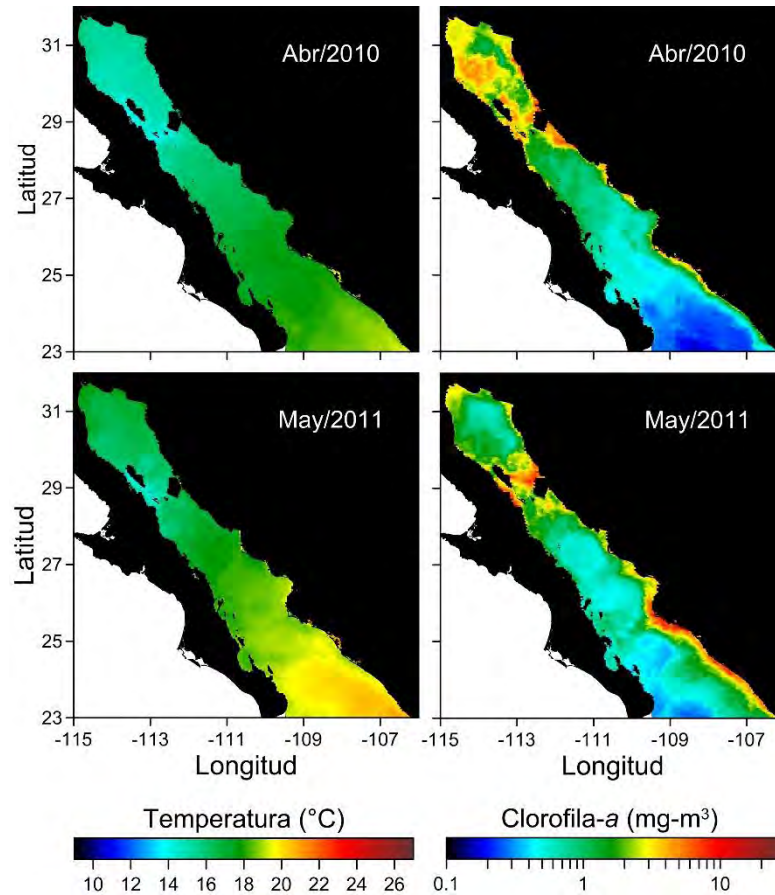 31
29
27
25
23
Latitud
Abr/2010
Abr/2010
31
29
27
25
23
Latitud
May/2011
May/2011
-115 -113 -111 -109 -107
-115 -113 -111 -109 -107
Longitud
Longitud
Temperatura (°C)
Clorofila-a (mg-m³)
10 12 14 16 18 20 22 24 26
0.1 1 10